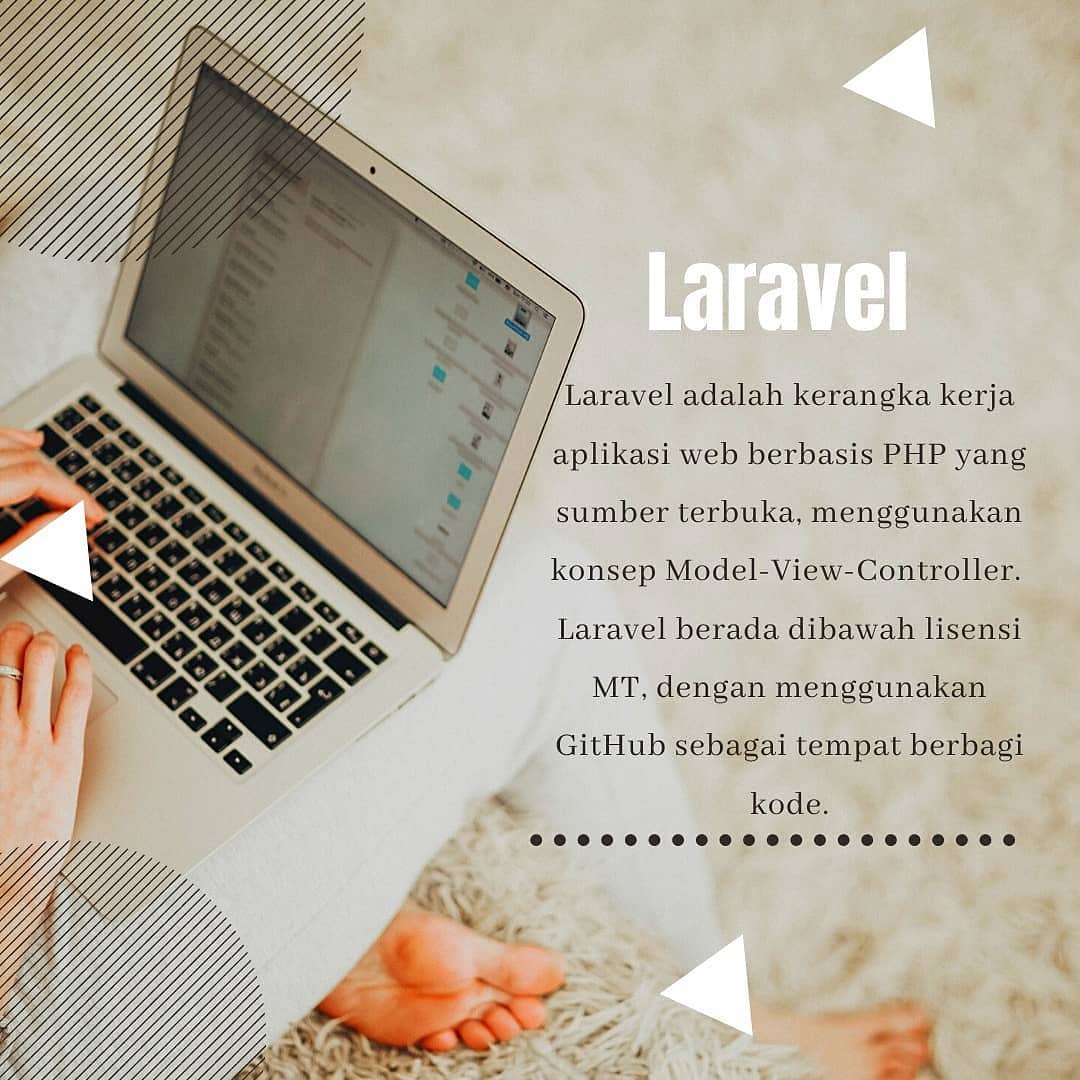 Laravel
Laravel adalah kerangka kerja
aplikasi web berbasis PHP yang
sumber terbuka, menggunakan
konsep Model-View-Controller.
Laravel berada dibawah lisensi
MT, dengan menggunakan
GitHub sebagai tempat berbagi
kode.